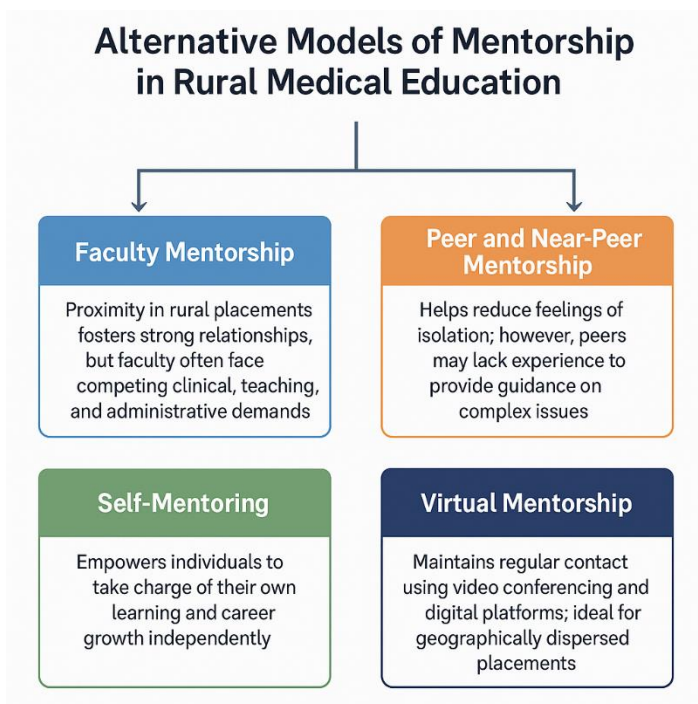 Alternative Models of Mentorship
in Rural Medical Education
Faculty Mentorship
Proximity in rural placements
fosters strong relationships,
but faculty often face
competing clinical, teaching,
and administrative demands
Peer and Near-Peer
Mentorship
Helps reduce feelings of
isolation; however, peers
may lack experience to
provide guidance on
complex issues
Self-Mentoring
Empowers individuals to
take charge of their own
learning and career
growth independently
Virtual Mentorship
Maintains regular contact
using video conferencing and
digital platforms; ideal for
geographically dispersed
placements